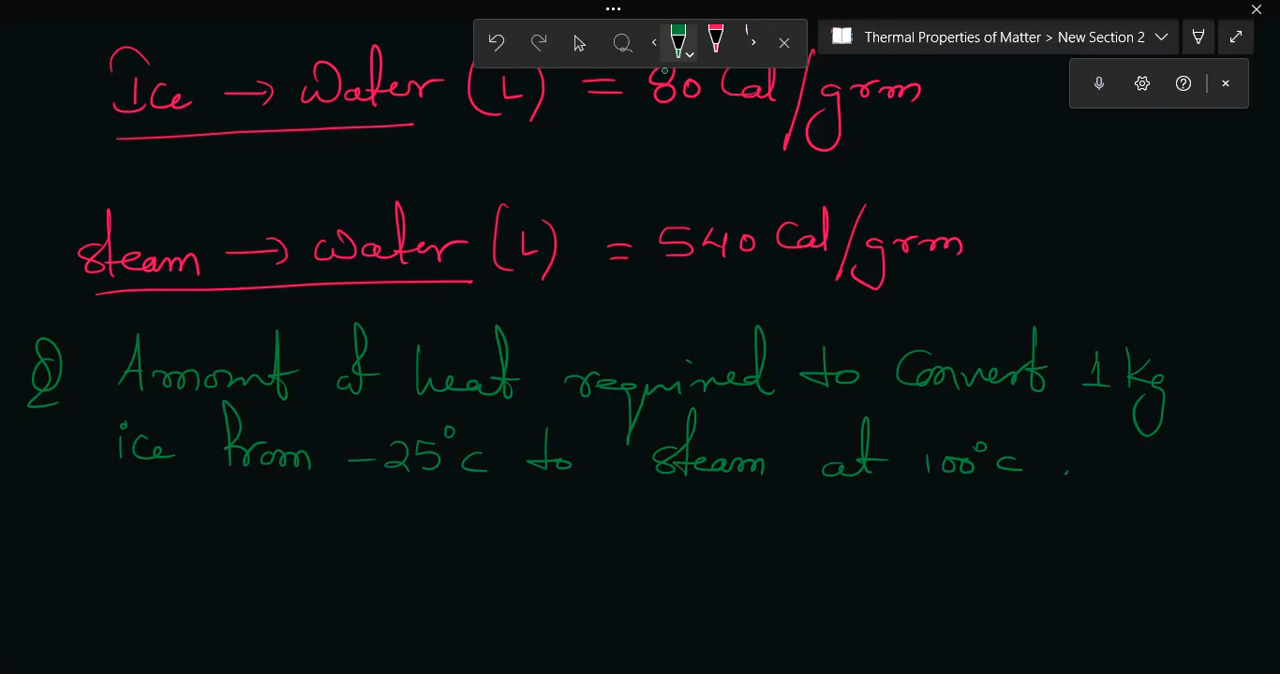 Thermal Properties of Matter > New Section 2
Ice → Water (L) = 80 Cal/grm
steam → water (L) = 540 Cal/grm
Q Amount of heat required to Convert 1 kg
ice from -25°c to steam at 100°c .